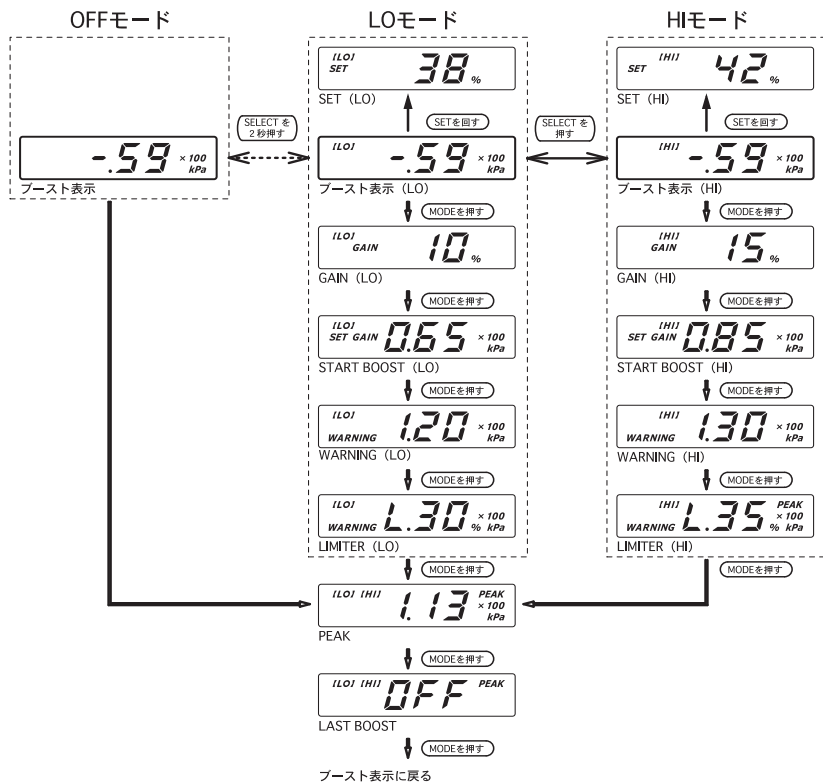 OFFモード
LOモード
HIモード
[LO]
SET
38 %
SET（LO）
[HI]
SET
42 %
SET（HI）
SELECTを
2秒押す
SETを回す
SELECTを
押す
SETを回す
-.59 ×100
kPa
ブースト表示
[LO]
-.59 ×100
kPa
ブースト表示（LO）
[HI]
-.59 ×100
kPa
ブースト表示（HI）
MODEを押す
MODEを押す
[LO]
GAIN
10 %
GAIN（LO）
[HI]
GAIN
15 %
GAIN（HI）
MODEを押す
MODEを押す
[LO]
SET GAIN
0.65 ×100
kPa
START BOOST（LO）
[HI]
SET GAIN
0.85 ×100
kPa
START BOOST（HI）
MODEを押す
MODEを押す
[LO]
WARNING
1.20 ×100
kPa
WARNING（LO）
[HI]
WARNING
1.30 ×100
kPa
WARNING（HI）
MODEを押す
MODEを押す
[LO]
WARNING
L.30 ×100
% kPa
LIMITER（LO）
[HI]
WARNING
L.35 PEAK
×100
% kPa
LIMITER（HI）
MODEを押す
MODEを押す
[LO] [HI]
1.13 PEAK
×100
kPa
PEAK
MODEを押す
[LO] [HI]
OFF PEAK
LAST BOOST
MODEを押す
ブースト表示に戻る